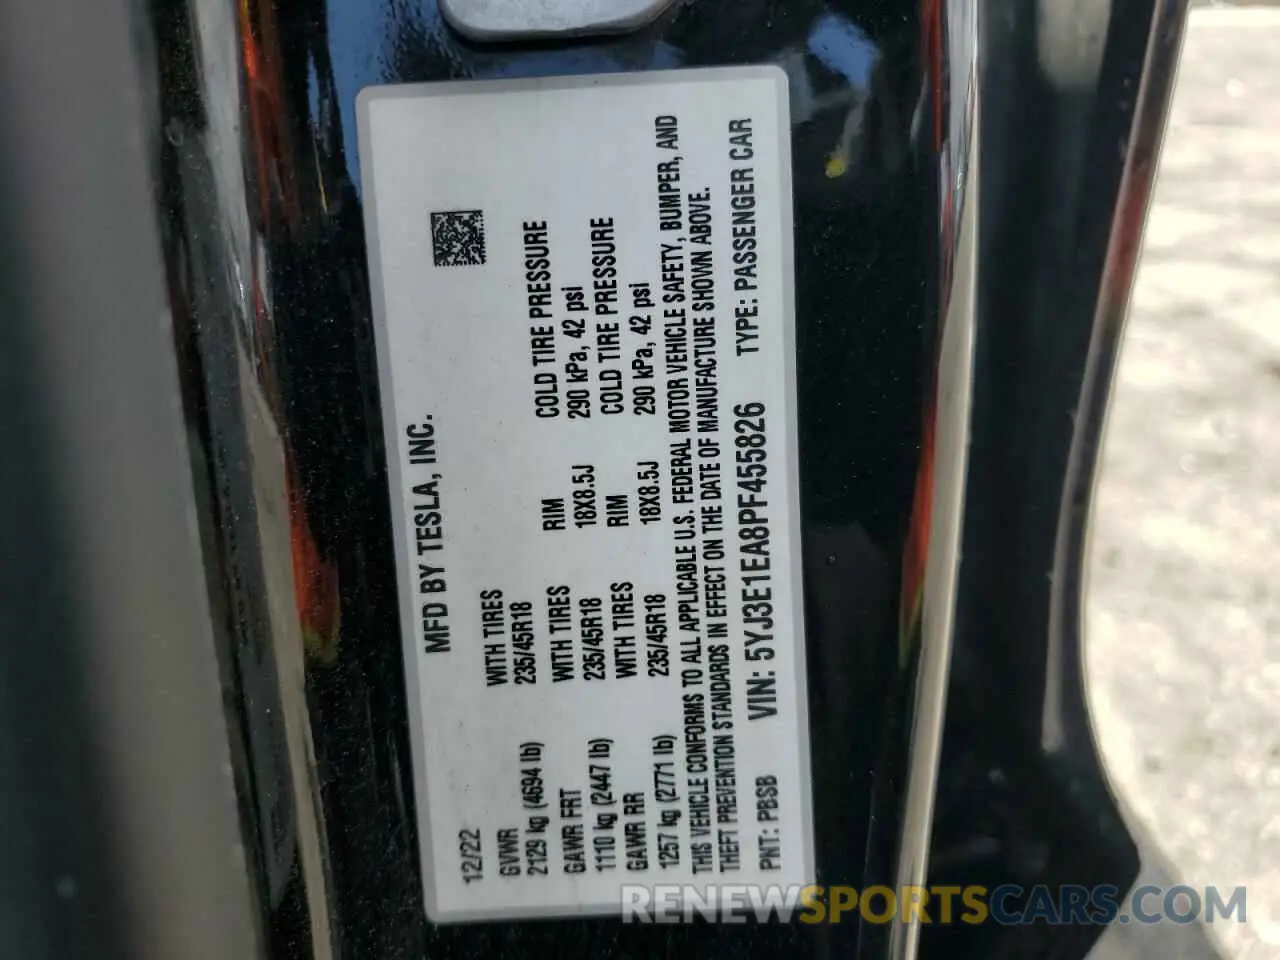 MFD BY TESLA, INC.
12/22
GVWR
2129 kg (4694 lb)
WITH TIRES
235/45R18
RIM
18X8.5J
COLD TIRE PRESSURE
290 kPa, 42 psi
GAWR FRT
1110 kg (2447 lb)
WITH TIRES
235/45R18
RIM
18X8.5J
COLD TIRE PRESSURE
290 kPa, 42 psi
GAWR RR
1257 kg (2771 lb)
WITH TIRES
235/45R18
THIS VEHICLE CONFORMS TO ALL APPLICABLE U.S. FEDERAL MOTOR VEHICLE SAFETY, BUMPER, AND
THEFT PREVENTION STANDARDS IN EFFECT ON THE DATE OF MANUFACTURE SHOWN ABOVE.
PNT: PBSB VIN: 5YJ3E1EA8PF455826 TYPE: PASSENGER CAR
RENEWSPORTSCARS.COM